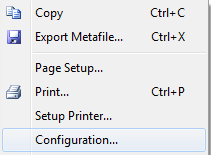 Copy Ctrl+C
Export Metafile... Ctrl+X
Page Setup...
Print... Ctrl+P
Setup Printer...
Configuration...